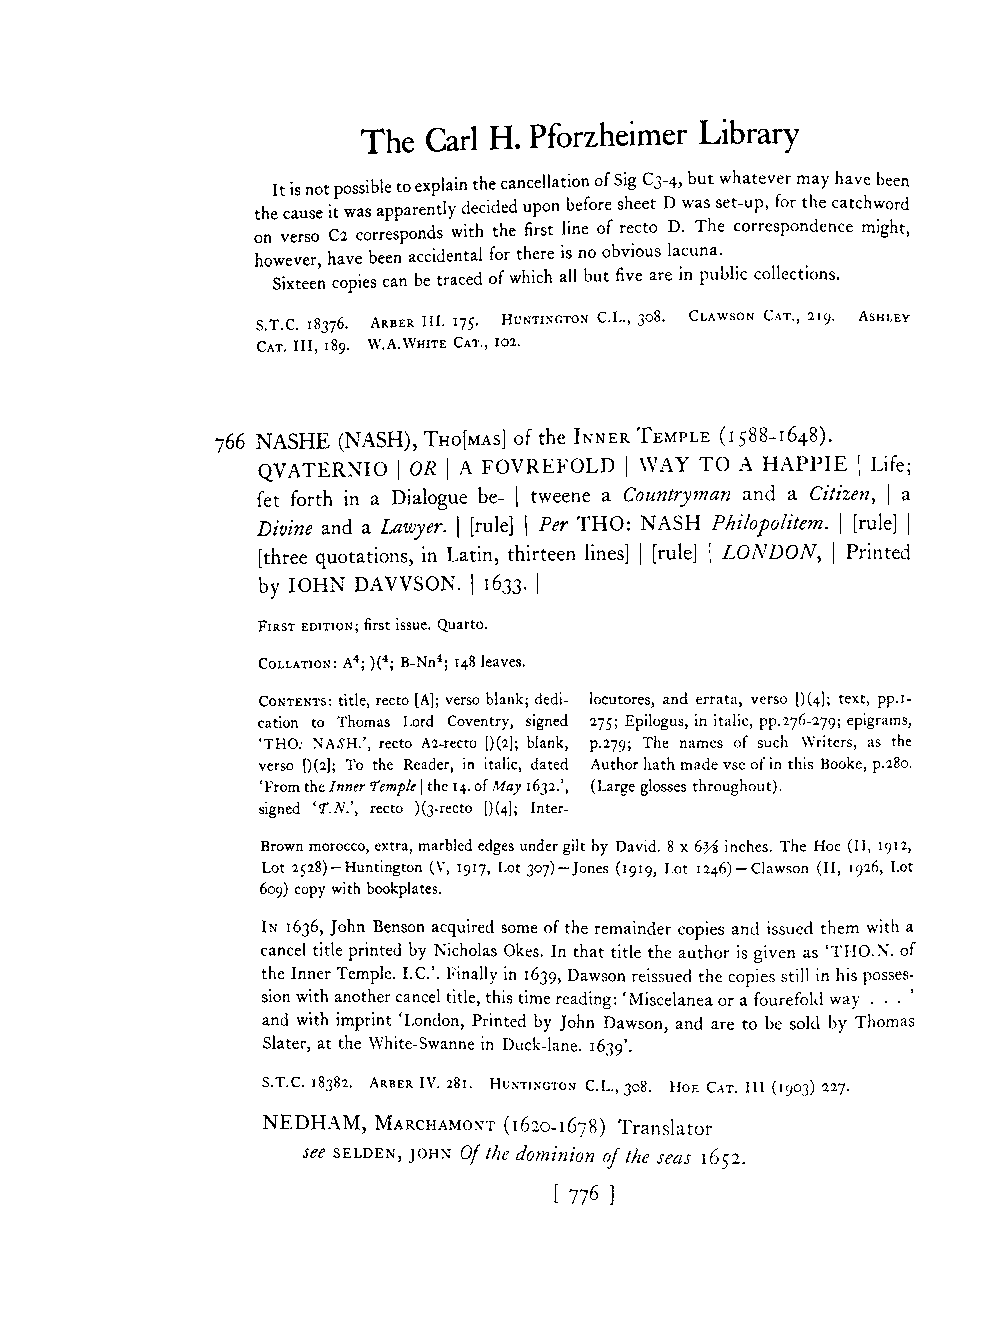 The Carl H. Pforzheimer Library
It is not possible to explain the cancellation of Sig C3-4, but whatever may have been
the cause it was apparently decided upon before sheet D was set-up, for the catchword
on verso C2 corresponds with the first line of recto D. The correspondence might,
however, have been accidental for there is no obvious lacuna.
Sixteen copies can be traced of which all but five are in public collections.
S.T.C. 18376. ARBER III. 175. HUNTINGTON C.L., 308. CLAWSON CAT., 219. ASHLEY
CAT. III, 189. W.A.WHITE CAT., 102.
766 NASHE (NASH), THO[MAS] of the INNER TEMPLE (1588-1648).
QVATERNIO | OR | A FOVREFOLD | WAY TO A HAPPIE | Life;
ſet forth in a Dialogue be- | tweene a Countryman and a Citizen, | a
Divine and a Lawyer. | [rule] | Per THO: NASH Philopolitem. | [rule] |
[three quotations, in Latin, thirteen lines] | [rule] | LONDON, | Printed
by IOHN DAVVSON. | 1633. |
FIRST EDITION; first issue. Quarto.
COLLATION: A⁴; )(⁴; B-Nn⁴; 148 leaves.
CONTENTS: title, recto [A]; verso blank; dedi-
cation to Thomas Lord Coventry, signed
'THO: NASH.', recto A2-recto [)(2]; blank,
verso [)(2]; To the Reader, in italic, dated
'From the Inner Temple | the 14. of May 1632.',
signed 'T.N.', recto )(3-recto [)(4]; Inter-
locutores, and errata, verso [)(4]; text, pp.1-
275; Epilogus, in italic, pp.276-279; epigrams,
p.279; The names of such Writers, as the
Author hath made vse of in this Booke, p.280.
(Large glosses throughout).
Brown morocco, extra, marbled edges under gilt by David. 8 x 6⅜ inches. The Hoe (II, 1912,
Lot 2528)—Huntington (V, 1917, Lot 307)—Jones (1919, Lot 1246)—Clawson (II, 1926, Lot
609) copy with bookplates.
IN 1636, John Benson acquired some of the remainder copies and issued them with a
cancel title printed by Nicholas Okes. In that title the author is given as 'THO.N. of
the Inner Temple. I.C.'. Finally in 1639, Dawson reissued the copies still in his posses-
sion with another cancel title, this time reading: 'Miscelanea or a fourefold way . . . '
and with imprint 'London, Printed by John Dawson, and are to be sold by Thomas
Slater, at the White-Swanne in Duck-lane. 1639'.
S.T.C. 18382. ARBER IV. 281. HUNTINGTON C.L., 308. HOE CAT. III (1903) 227.
NEDHAM, MARCHAMONT (1620-1678) Translator
see SELDEN, JOHN Of the dominion of the seas 1652.
[ 776 ]